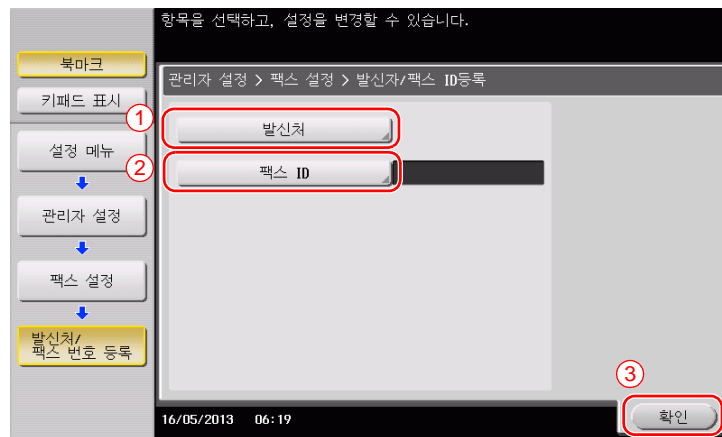 항목을 선택하고, 설정을 변경할 수 있습니다.
북마크
키패드 표시
설정 메뉴
관리자 설정
팩스 설정
발신처/
팩스 번호 등록
관리자 설정 > 팩스 설정 > 발신자/팩스 ID등록
1
발신처
2
팩스 ID
3
확인
16/05/2013 06:19